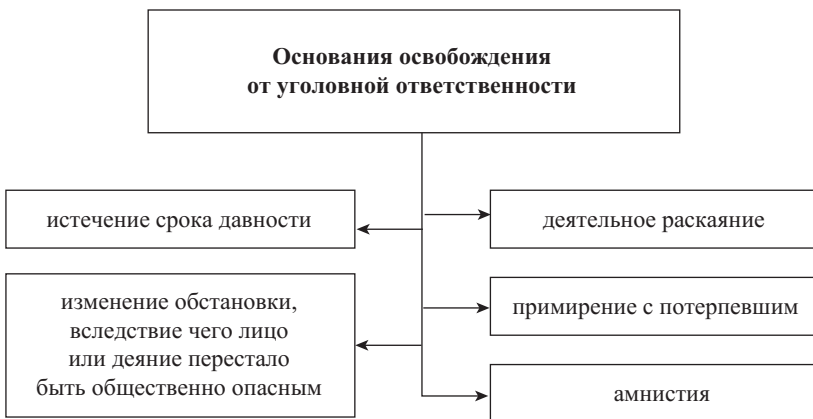 Основания освобождения
от уголовной ответственности
истечение срока давности
деятельное раскаяние
изменение обстановки,
вследствие чего лицо
или деяние перестало
быть общественно опасным
примирение с потерпевшим
амнистия